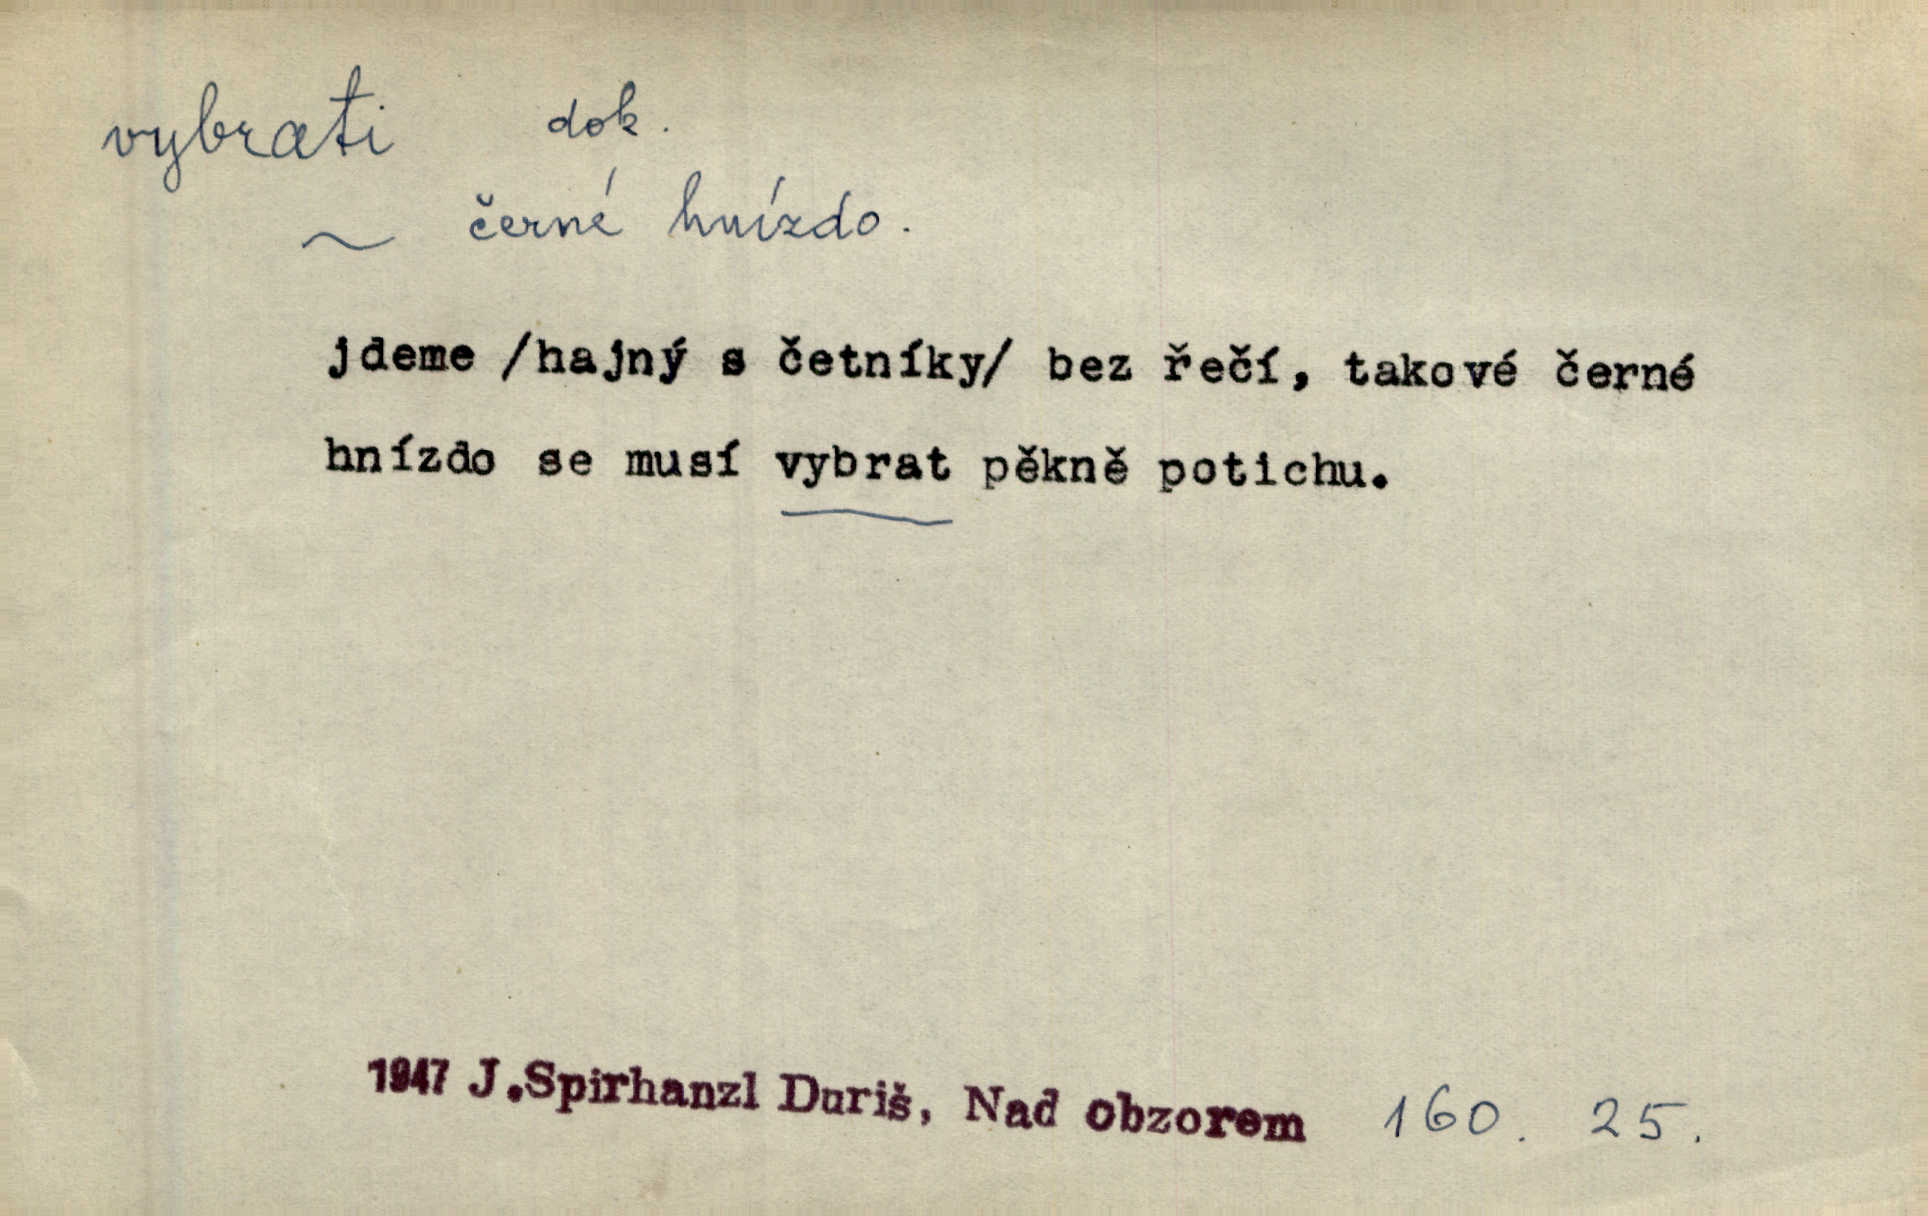 vybrati dok.
~ černé hnízdo.
jdeme /hajný s četníky/ bez řečí, takové černé
hnízdo se musí vybrat pěkně potichu.
1947 J.Spirhanzl Duriš, Nad obzorem 160. 25.